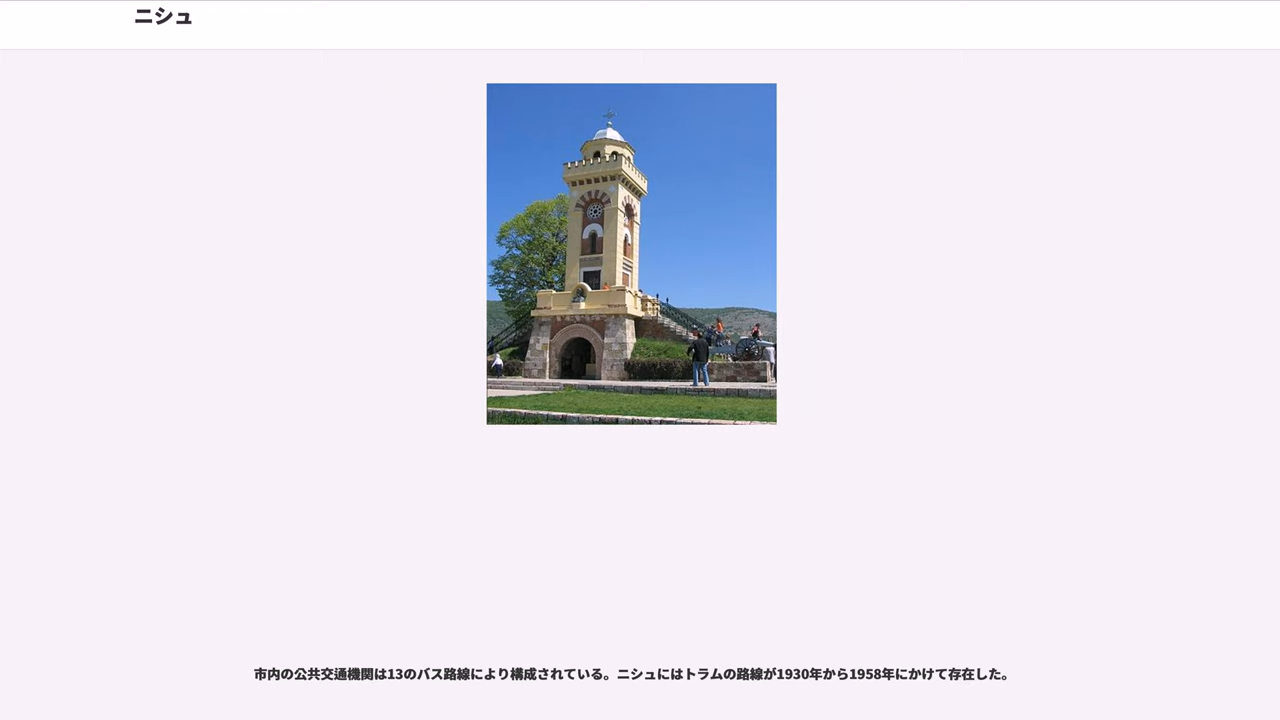 ニシュ
市内の公共交通機関は13のバス路線により構成されている。ニシュにはトラムの路線が1930年から1958年にかけて存在した。